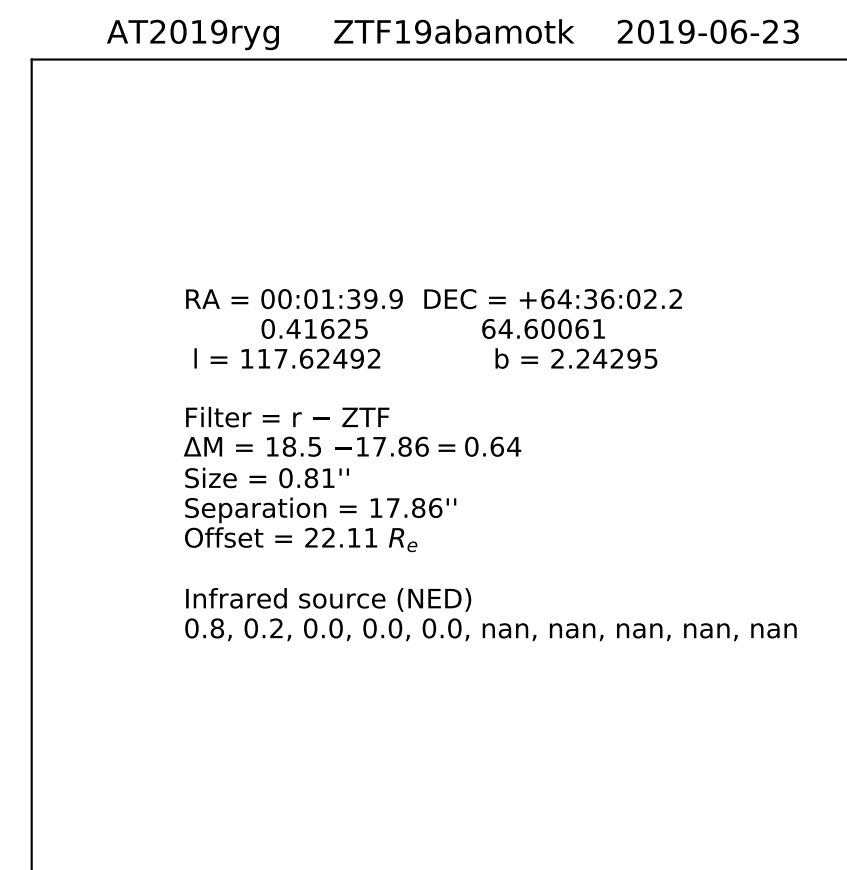 AT2019ryg ZTF19abamotk 2019-06-23
RA = 00:01:39.9 DEC = +64:36:02.2
0.41625 64.60061
l = 117.62492 b = 2.24295
Filter = r − ZTF
ΔM = 18.5 −17.86 = 0.64
Size = 0.81''
Separation = 17.86''
Offset = 22.11 Re
Infrared source (NED)
0.8, 0.2, 0.0, 0.0, 0.0, nan, nan, nan, nan, nan